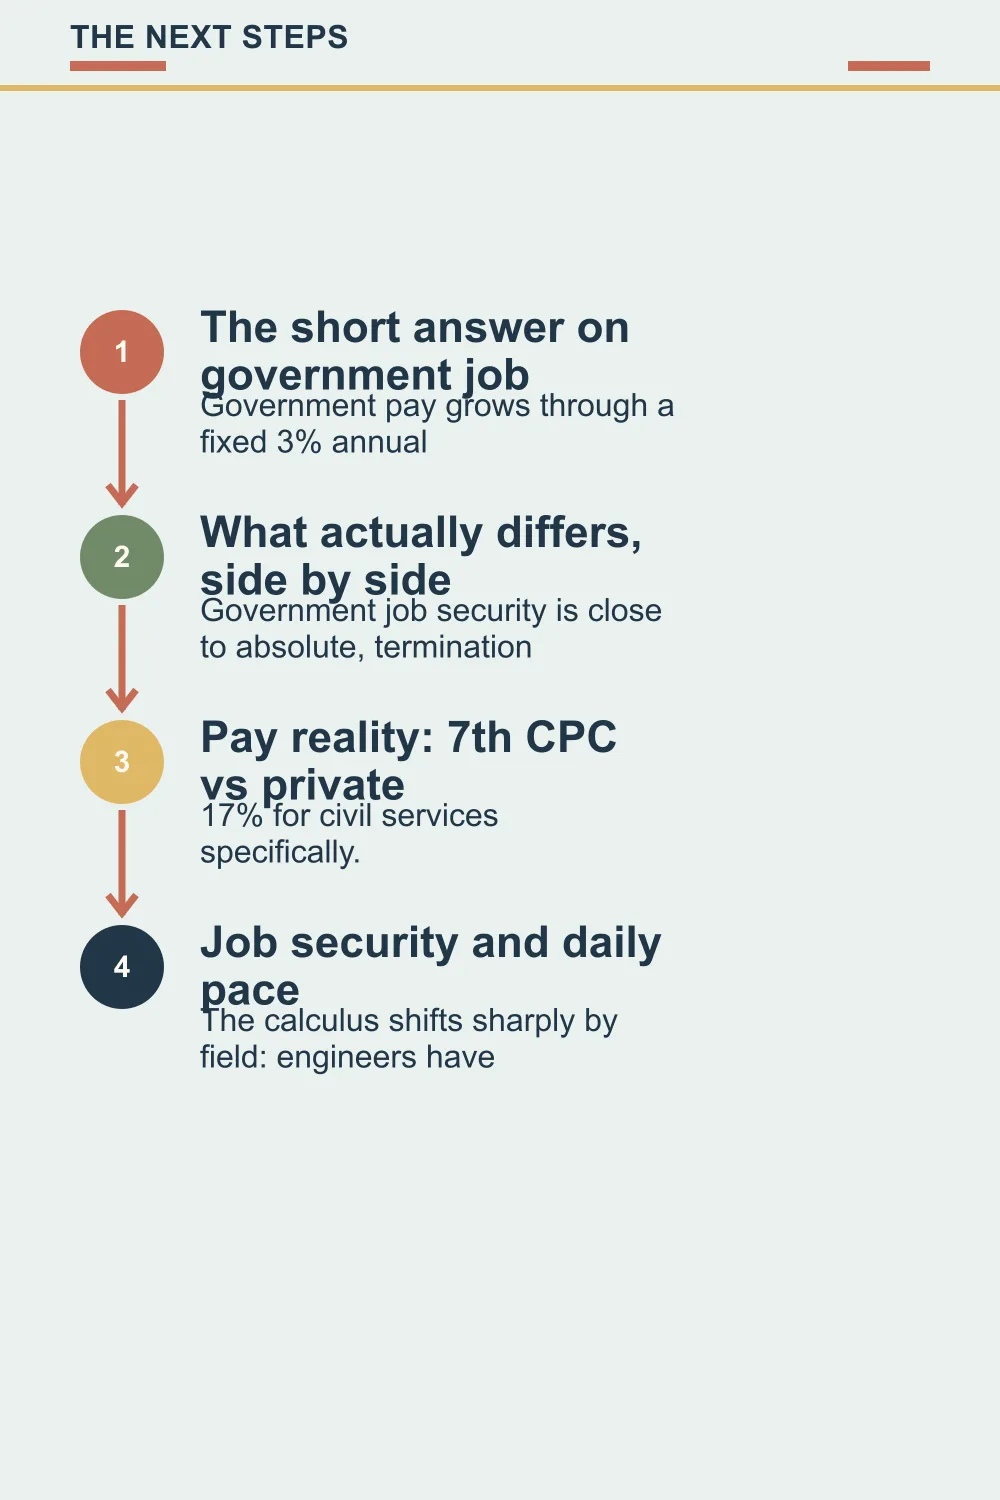 THE NEXT STEPS
1
The short answer on
government job
Government pay grows through a
fixed 3% annual
2
What actually differs,
side by side
Government job security is close
to absolute, termination
3
Pay reality: 7th CPC
vs private
17% for civil services
specifically.
4
Job security and daily
pace
The calculus shifts sharply by
field: engineers have